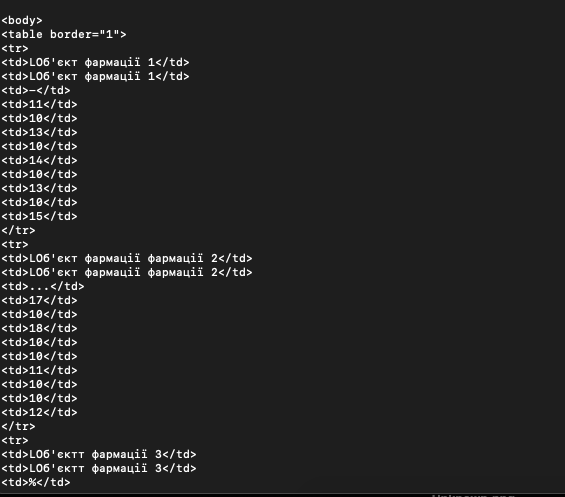 <body>
<table border="1">
<tr>
<td>LОб'єкт фармації 1</td>
<td>LОб'єкт фармації 1</td>
<td>–</td>
<td>11</td>
<td>10</td>
<td>13</td>
<td>10</td>
<td>14</td>
<td>10</td>
<td>13</td>
<td>10</td>
<td>15</td>
</tr>
<tr>
<td>LОб'єкт фармації фармації 2</td>
<td>LОб'єкт фармації фармації 2</td>
<td>...</td>
<td>17</td>
<td>10</td>
<td>18</td>
<td>10</td>
<td>10</td>
<td>11</td>
<td>10</td>
<td>10</td>
<td>12</td>
</tr>
<tr>
<td>LОб'єктт фармації 3</td>
<td>LОб'єктт фармації 3</td>
<td>%</td>